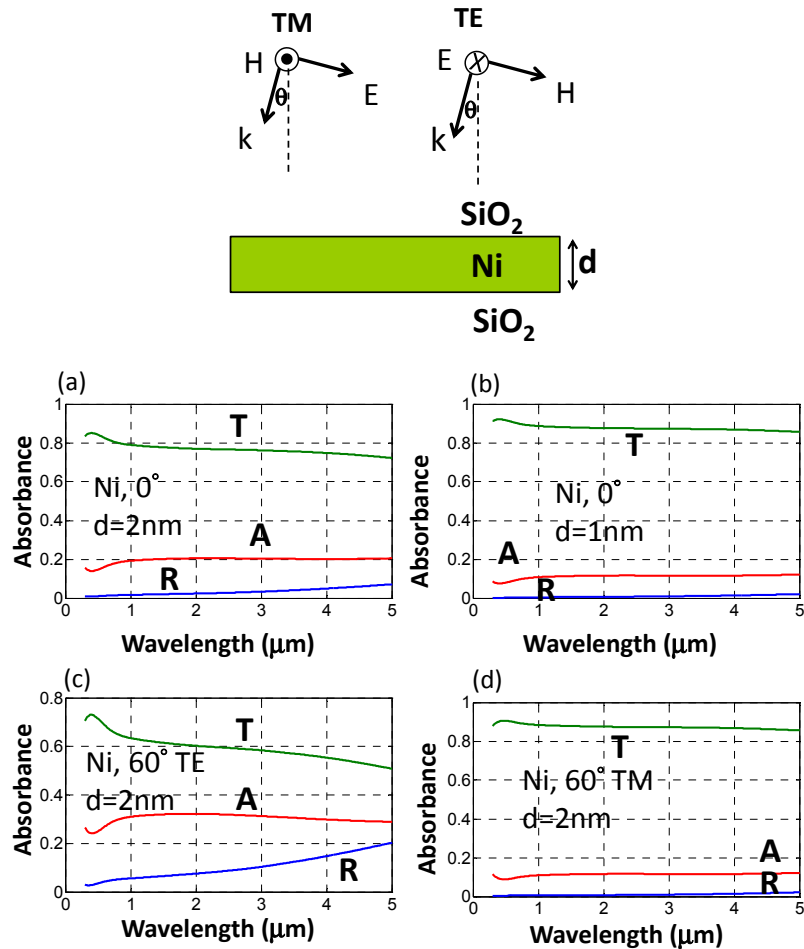 TM
TE
H
E
θ
k
E
H
θ
k
SiO₂
Ni
d
SiO₂
(a)
1
0.8
0.6
0.4
0.2
0
Absorbance
T
Ni, 0°
d=2nm
A
R
0 1 2 3 4 5
Wavelength (μm)
(b)
1
0.8
0.6
0.4
0.2
0
Absorbance
T
Ni, 0°
d=1nm
A
R
0 1 2 3 4 5
Wavelength (μm)
(c)
0.8
0.6
0.4
0.2
0
Absorbance
T
Ni, 60° TE
d=2nm
A
R
0 1 2 3 4 5
Wavelength (μm)
(d)
1
0.8
0.6
0.4
0.2
0
Absorbance
T
Ni, 60° TM
d=2nm
A
R
0 1 2 3 4 5
Wavelength (μm)